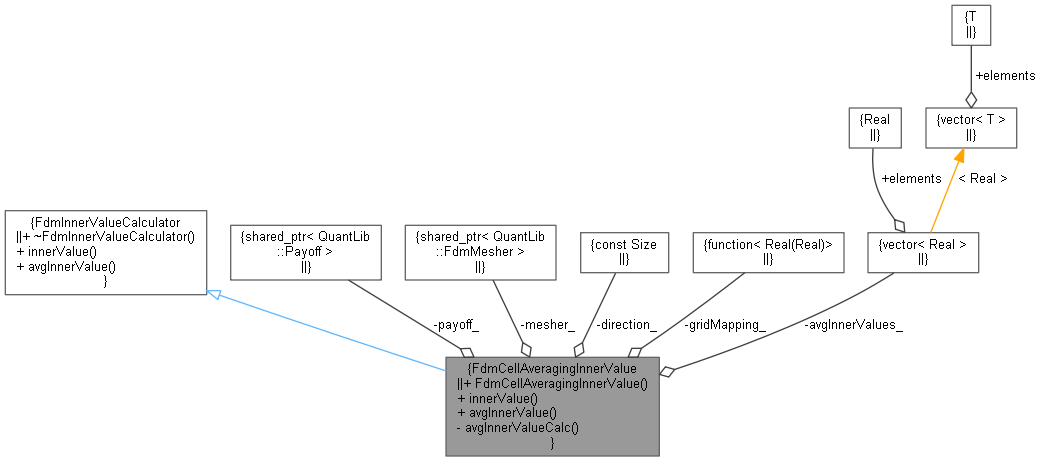 {T
||}
+elements
{Real
||}
{vector< T >
||}
+elements
< Real >
{FdmInnerValueCalculator
||+ ~FdmInnerValueCalculator()
+ innerValue()
+ avgInnerValue()
}
{shared_ptr< QuantLib
::Payoff >
||}
{shared_ptr< QuantLib
::FdmMesher >
||}
{const Size
||}
{function< Real(Real)>
||}
{vector< Real >
||}
-payoff_
-mesher_
-direction_
-gridMapping_
-avgInnerValues_
{FdmCellAveragingInnerValue
||+ FdmCellAveragingInnerValue()
+ innerValue()
+ avgInnerValue()
- avgInnerValueCalc()
}